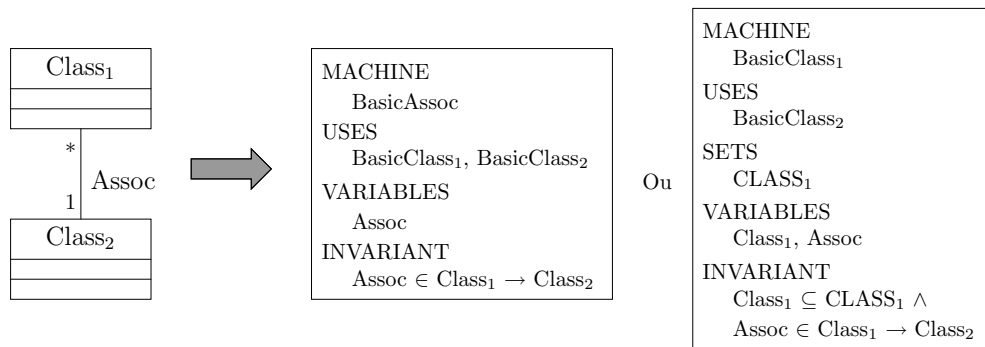 Class₁
*
Assoc
1
Class₂
MACHINE
BasicAssoc
USES
BasicClass₁, BasicClass₂
VARIABLES
Assoc
INVARIANT
Assoc ∈ Class₁ → Class₂
Ou
MACHINE
BasicClass₁
USES
BasicClass₂
SETS
CLASS₁
VARIABLES
Class₁, Assoc
INVARIANT
Class₁ ⊆ CLASS₁ ∧
Assoc ∈ Class₁ → Class₂